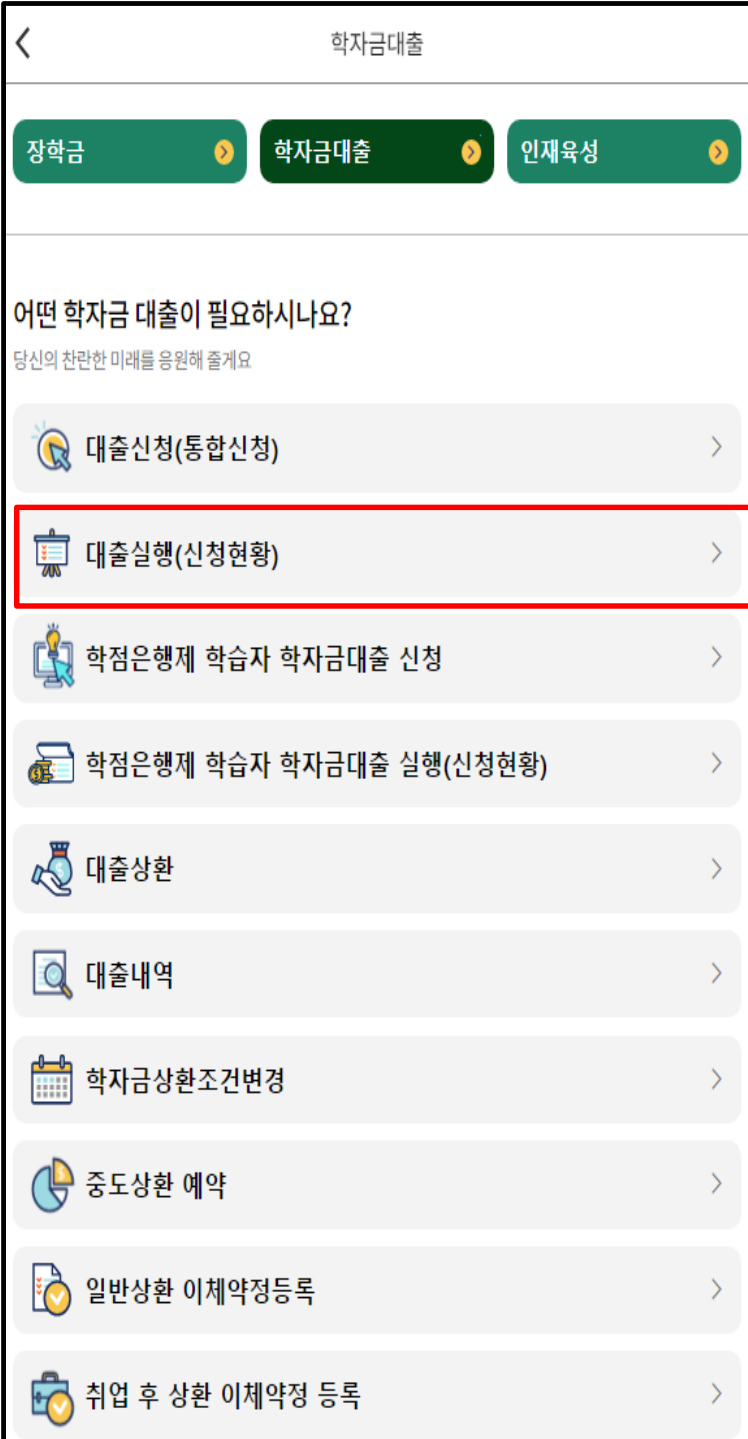 학자금대출
장학금
학자금대출
인재육성
어떤 학자금 대출이 필요하시나요?
당신의 찬란한 미래를 응원해 줄게요
대출신청(통합신청)
대출실행(신청현황)
학점은행제 학습자 학자금대출 신청
학점은행제 학습자 학자금대출 실행(신청현황)
대출상환
대출내역
학자금상환조건변경
중도상환 예약
일반상환 이체약정등록
취업 후 상환 이체약정 등록